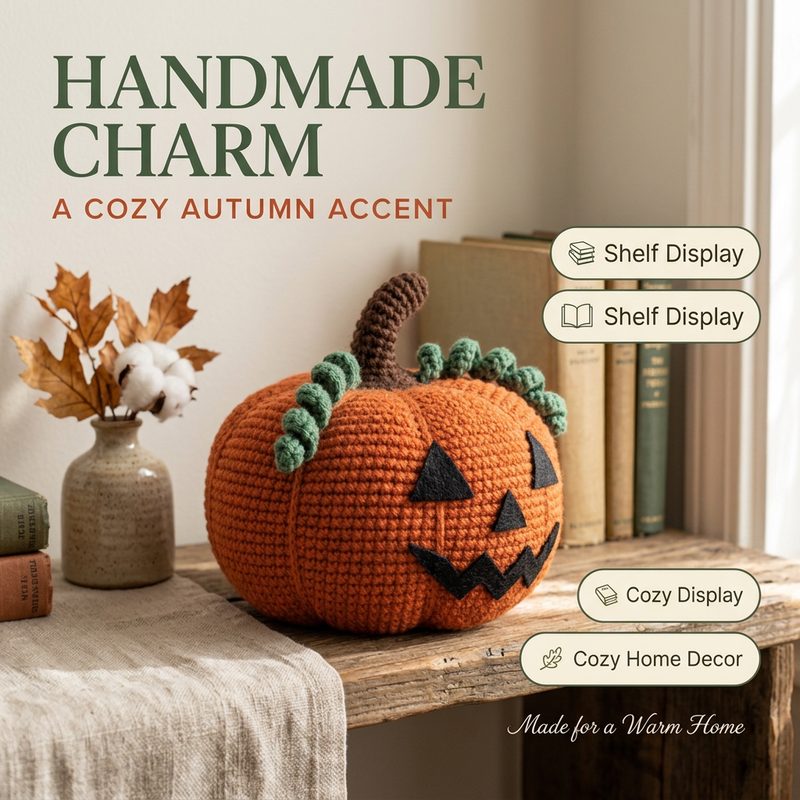 HANDMADE
CHARM
A COZY AUTUMN ACCENT
Shelf Display
Shelf Display
Cozy Display
Cozy Home Decor
Made for a Warm Home